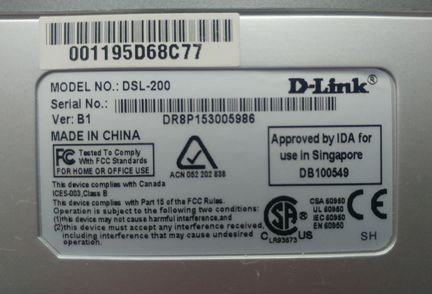 001195D68C77
MODEL NO.: DSL-200
D-Link®
Serial No.:
Ver: B1
DR8P153005986
MADE IN CHINA
FC Tested To Comply
With FCC Standards
FOR HOME OR OFFICE USE
ACN 052 202 838
Approved by IDA for
use in Singapore
DB100549
This device complies with Canada
ICES-003,Class B
This device complies with Part 15 of the FCC Rules.
Operation is subject to the following two conditions:
(1)this device may not cause harmful interference,and
(2)this device must accept any interference received,
including interference that may cause undesired
operation.
SA
C US
LR93673
CSA 60950
UL 60950
IEC 60950
EN 60950
CE
SH